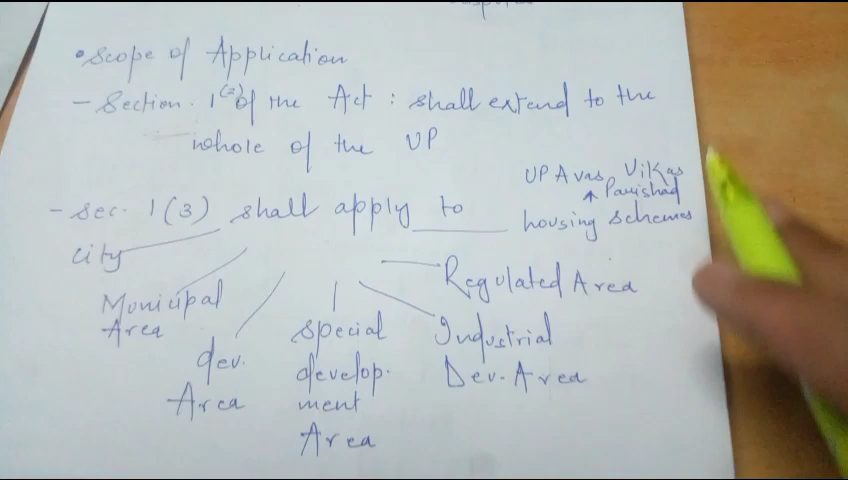 • Scope of Application
- Section. 1(2) of the Act : shall extend to the
whole of the UP
- Sec. 1(3) shall apply to
UP Avas Vikas
Parishad
housing schemes
city
Municipal
Area
dev.
Area
special
develop-
ment
Area
Industrial
Dev. Area
Regulated Area